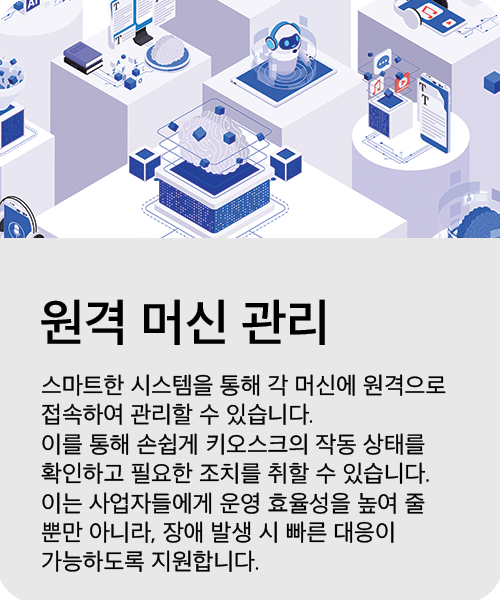 AI
T
T
T
T
원격 머신 관리
스마트한 시스템을 통해 각 머신에 원격으로
접속하여 관리할 수 있습니다.
이를 통해 손쉽게 키오스크의 작동 상태를
확인하고 필요한 조치를 취할 수 있습니다.
이는 사업자들에게 운영 효율성을 높여 줄
뿐만 아니라, 장애 발생 시 빠른 대응이
가능하도록 지원합니다.